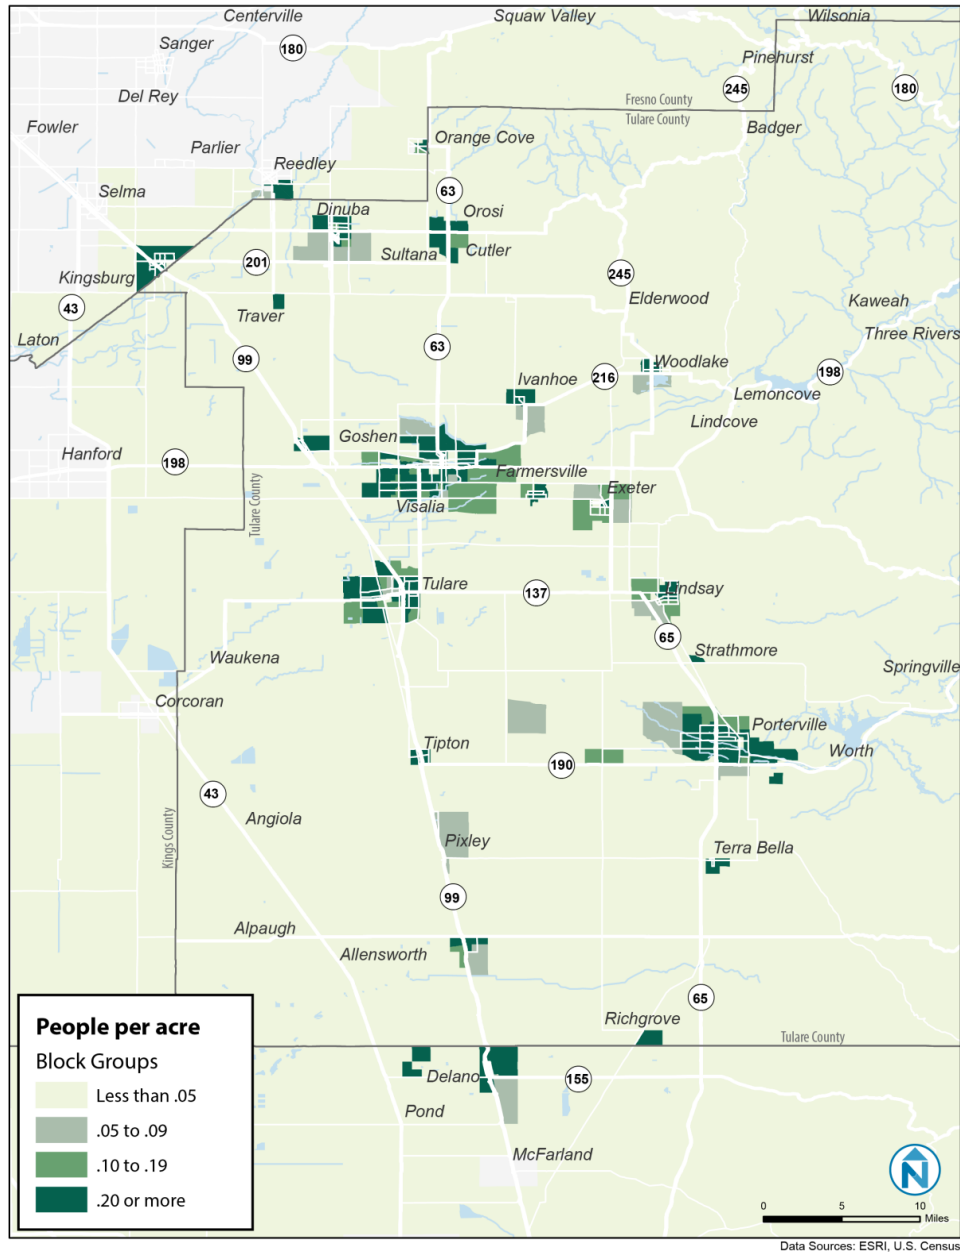 Centerville
Squaw Valley
Wilsonia
Sanger
180
Pinehurst
245
180
Del Rey
Fresno County
Tulare County
Fowler
Badger
Orange Cove
Parlier
Reedley
Selma
63
Dinuba
Orosi
Sultana
Cutler
201
Kingsburg
245
Elderwood
Kaweah
43
Traver
Three Rivers
Laton
99
63
Woodlake
198
Ivanhoe
216
Lemoncove
Lindcove
Goshen
Hanford
198
Farmersville
Exeter
Tulare County
Visalia
Tulare
137
Lindsay
65
Strathmore
Waukena
Springville
Corcoran
Porterville
Tipton
Worth
190
43
Angiola
Kings County
Pixley
Terra Bella
99
Alpaugh
Allensworth
65
Richgrove
Tulare County
People per acre
Block Groups
Less than .05
.05 to .09
.10 to .19
.20 or more
Delano
155
Pond
McFarland
N
0 5 10
Miles
Data Sources: ESRI, U.S. Census